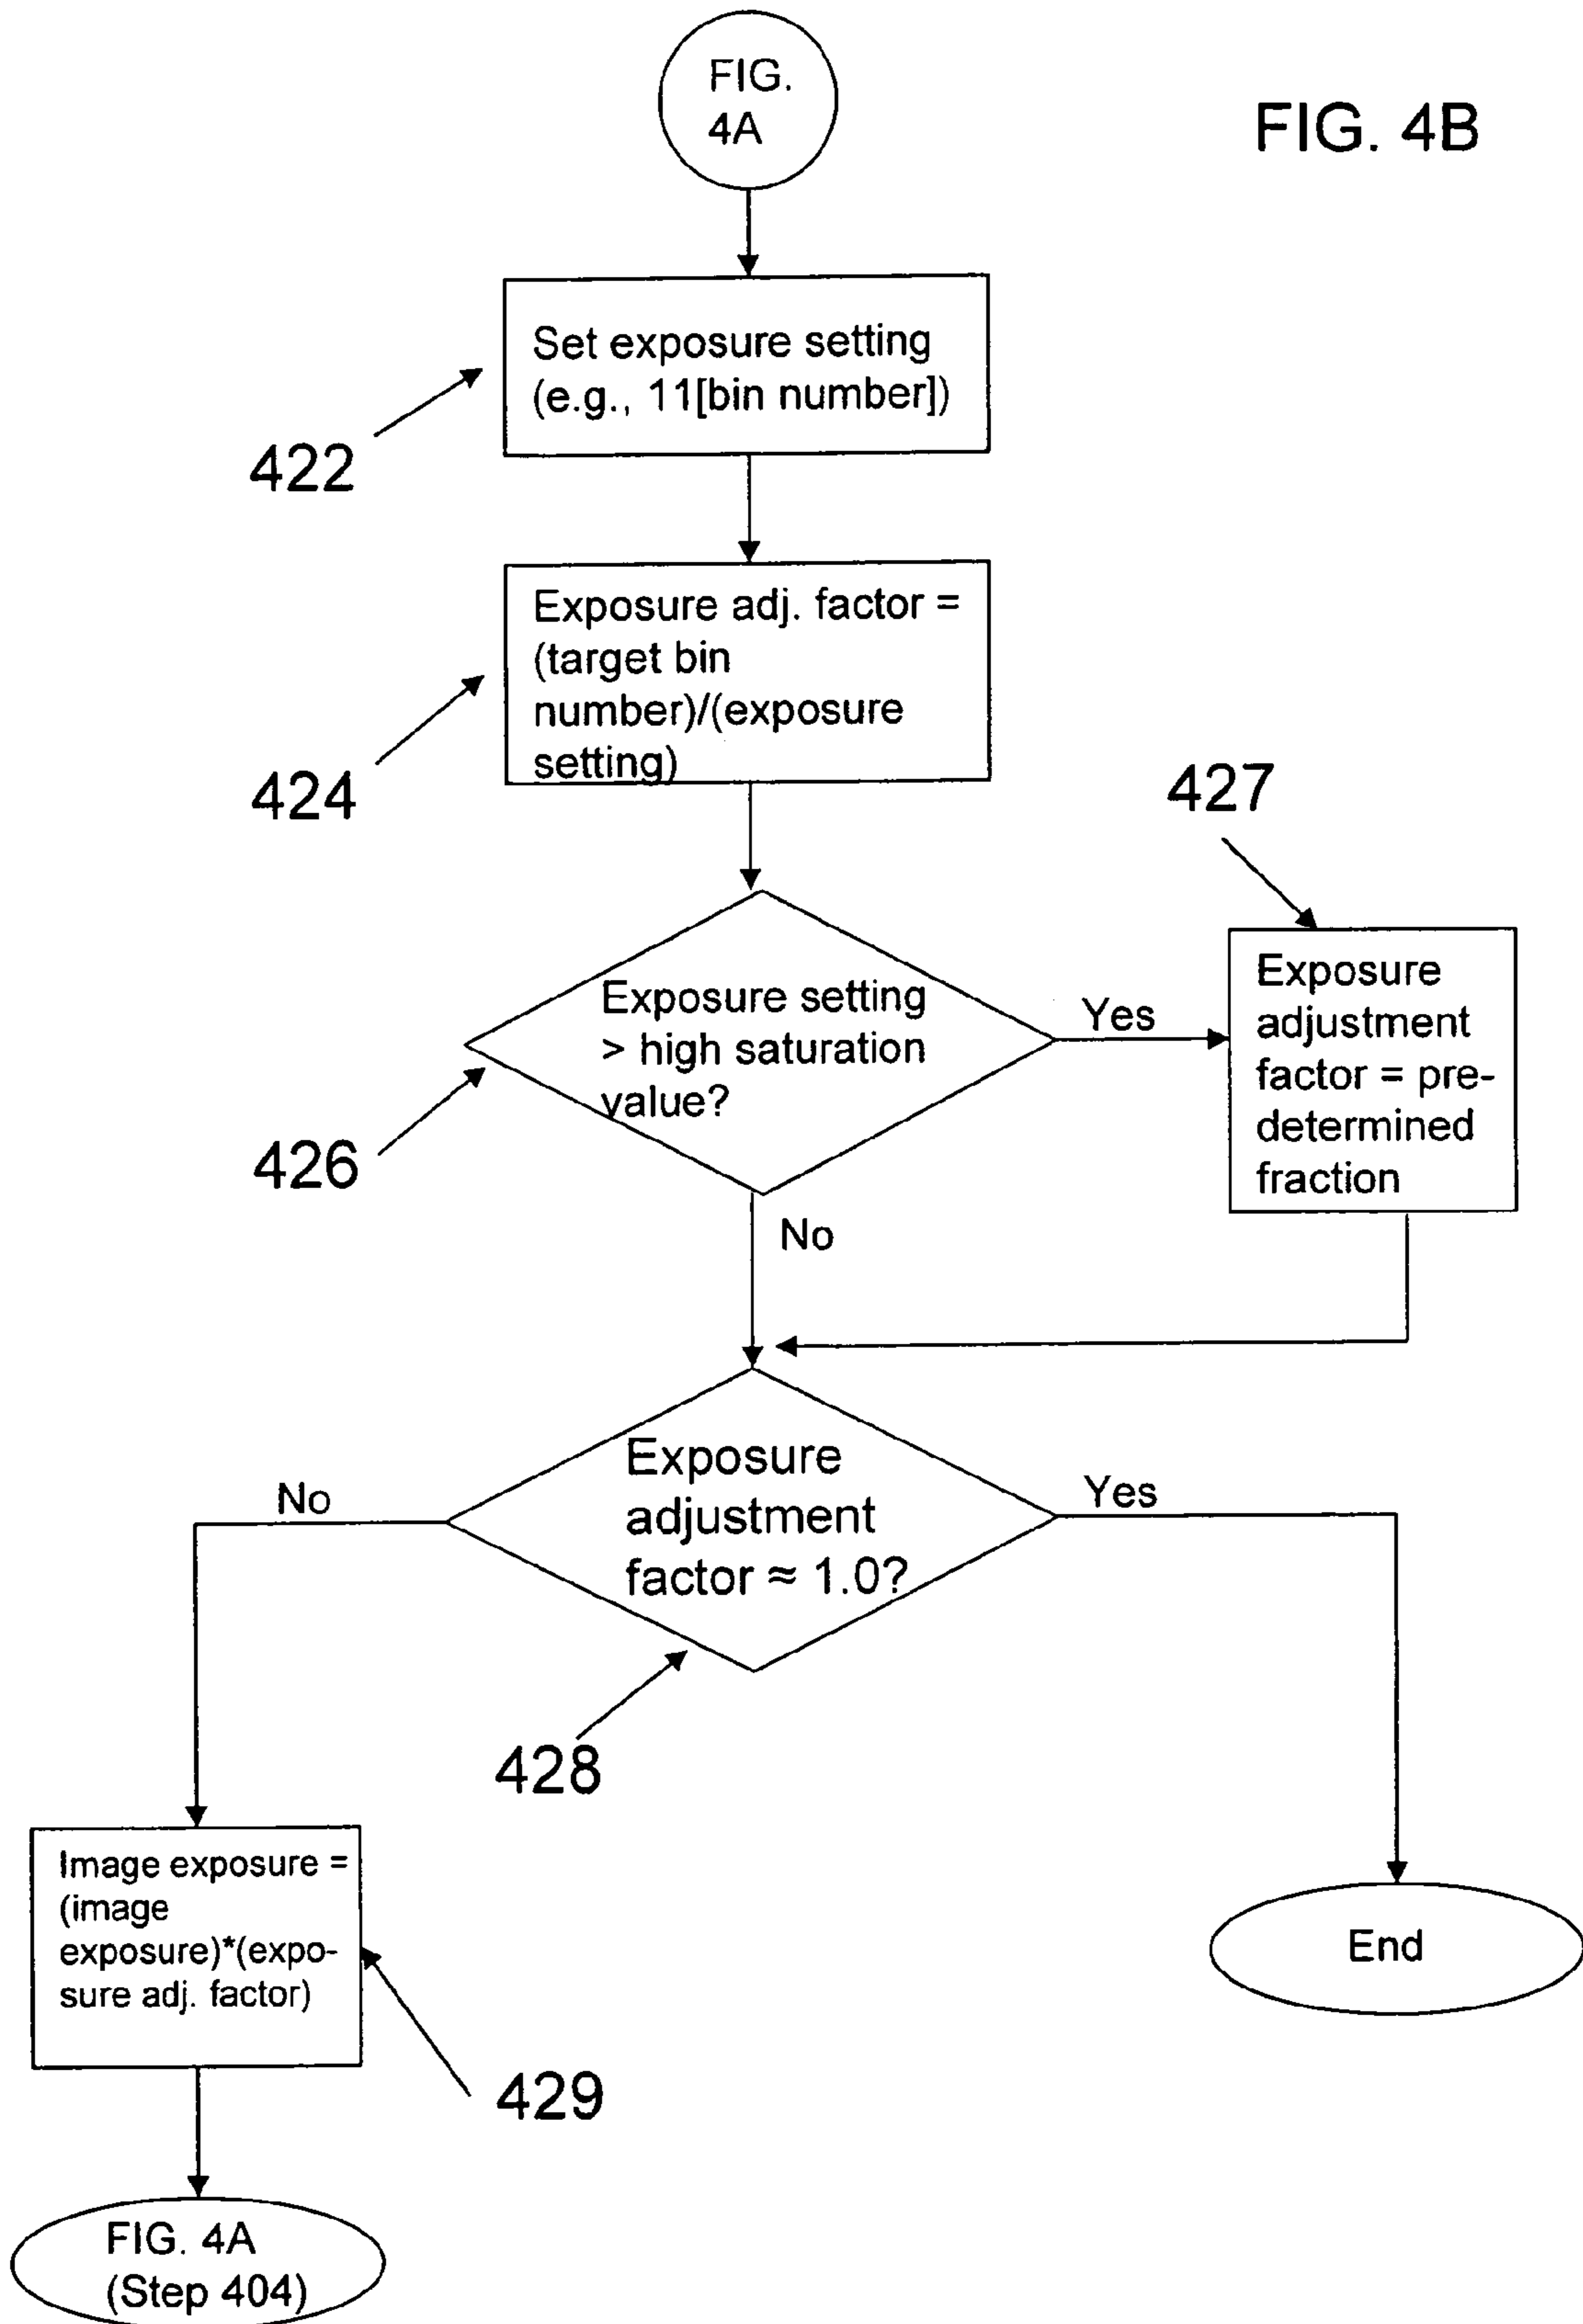 FIG.
4A
FIG. 4B
Set exposure setting
(e.g., 11[bin number])
422
Exposure adj. factor =
(target bin
number)/(exposure
setting)
424
427
Exposure setting
> high saturation
value?
Yes
Exposure
adjustment
factor = pre-
determined
fraction
426
No
Exposure
adjustment
factor ≈ 1.0?
No
Yes
428
Image exposure =
(image
exposure)*(expo-
sure adj. factor)
End
429
FIG. 4A
(Step 404)